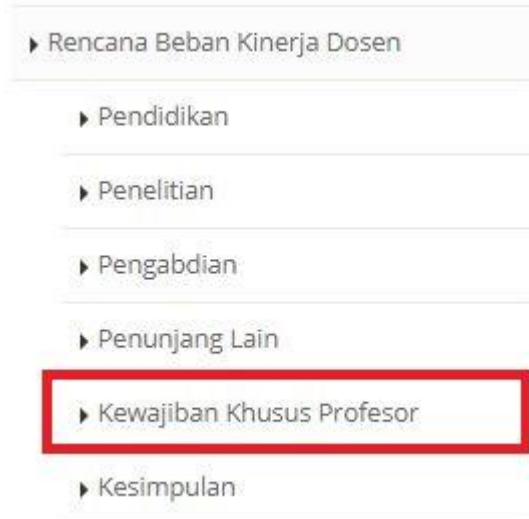 Rencana Beban Kinerja Dosen
Pendidikan
Penelitian
Pengabdian
Penunjang Lain
Kewajiban Khusus Profesor
Kesimpulan